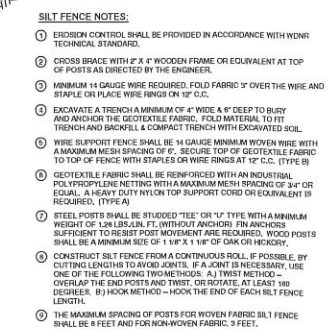 SILT FENCE NOTES:
1 EROSION CONTROL SHALL BE PROVIDED IN ACCORDANCE WITH WDNR
TECHNICAL STANDARD.
2 CROSS BRACE WITH 2" X 4" WOODEN FRAME OR EQUIVALENT AT TOP
OF POSTS AS DIRECTED BY THE ENGINEER.
3 MINIMUM 14 GAUGE WIRE REQUIRED, FOLD FABRIC 3" OVER THE WIRE AND
STAPLE OR PLACE WIRE RINGS ON 12" C.C.
4 EXCAVATE A TRENCH A MINIMUM OF 4" WIDE & 6" DEEP TO BURY
AND ANCHOR THE GEOTEXTILE FABRIC, FOLD MATERIAL TO FIT
TRENCH AND BACKFILL & COMPACT TRENCH WITH EXCAVATED SOIL.
5 WIRE SUPPORT FENCE SHALL BE 14 GAUGE MINIMUM WOVEN WIRE WITH
A MAXIMUM MESH SPACING OF 6". SECURE TOP OF GEOTEXTILE FABRIC
TO TOP OF FENCE WITH STAPLES OR WIRE RINGS AT 12" C.C. (TYPE B)
6 GEOTEXTILE FABRIC SHALL BE REINFORCED WITH AN INDUSTRIAL
POLYPROPYLENE NETTING WITH A MAXIMUM MESH SPACING OF 3/4" OR
EQUAL. A HEAVY DUTY NYLON TOP SUPPORT CORD OR EQUIVALENT IS
REQUIRED. (TYPE A)
7 STEEL POSTS SHALL BE STUDDED "TEE" OR "U" TYPE WITH A MINIMUM
WEIGHT OF 1.28 LBS./LIN. FT. (WITHOUT ANCHOR) FIN ANCHORS
SUFFICIENT TO RESIST POST MOVEMENT ARE REQUIRED. WOOD POSTS
SHALL BE A MINIMUM SIZE OF 1 1/8" X 1 1/8" OF OAK OR HICKORY.
8 CONSTRUCT SILT FENCE FROM A CONTINUOUS ROLL, IF POSSIBLE, BY
CUTTING LENGTHS TO AVOID JOINTS. IF A JOINT IS NECESSARY, USE
ONE OF THE FOLLOWING TWO METHODS: A.) TWIST METHOD --
OVERLAP THE END POSTS AND TWIST, OR ROTATE, AT LEAST 180
DEGREES, B:) HOOK METHOD -- HOOK THE END OF EACH SILT FENCE
LENGTH.
9 THE MAXIMUM SPACING OF POSTS FOR WOVEN FABRIC SILT FENCE
SHALL BE 8 FEET AND FOR NON-WOVEN FABRIC, 3 FEET.